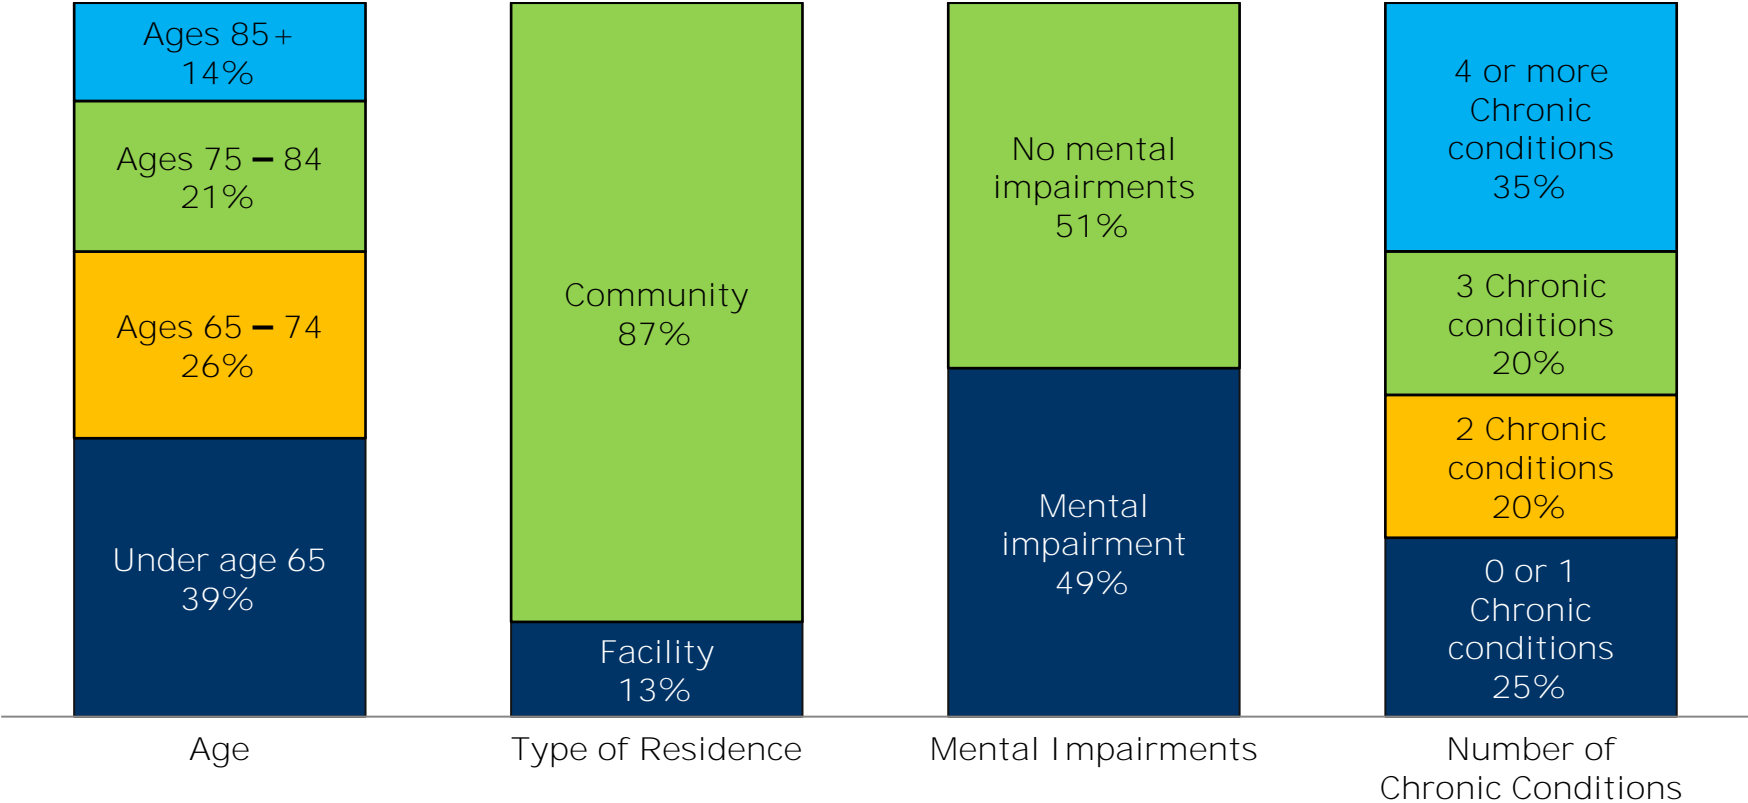 Ages 85+
14%
Ages 75 – 84
21%
Ages 65 – 74
26%
Under age 65
39%
Community
87%
Facility
13%
No mental
impairments
51%
Mental
impairment
49%
4 or more
Chronic
conditions
35%
3 Chronic
conditions
20%
2 Chronic
conditions
20%
0 or 1
Chronic
conditions
25%
Age
Type of Residence
Mental Impairments
Number of
Chronic Conditions